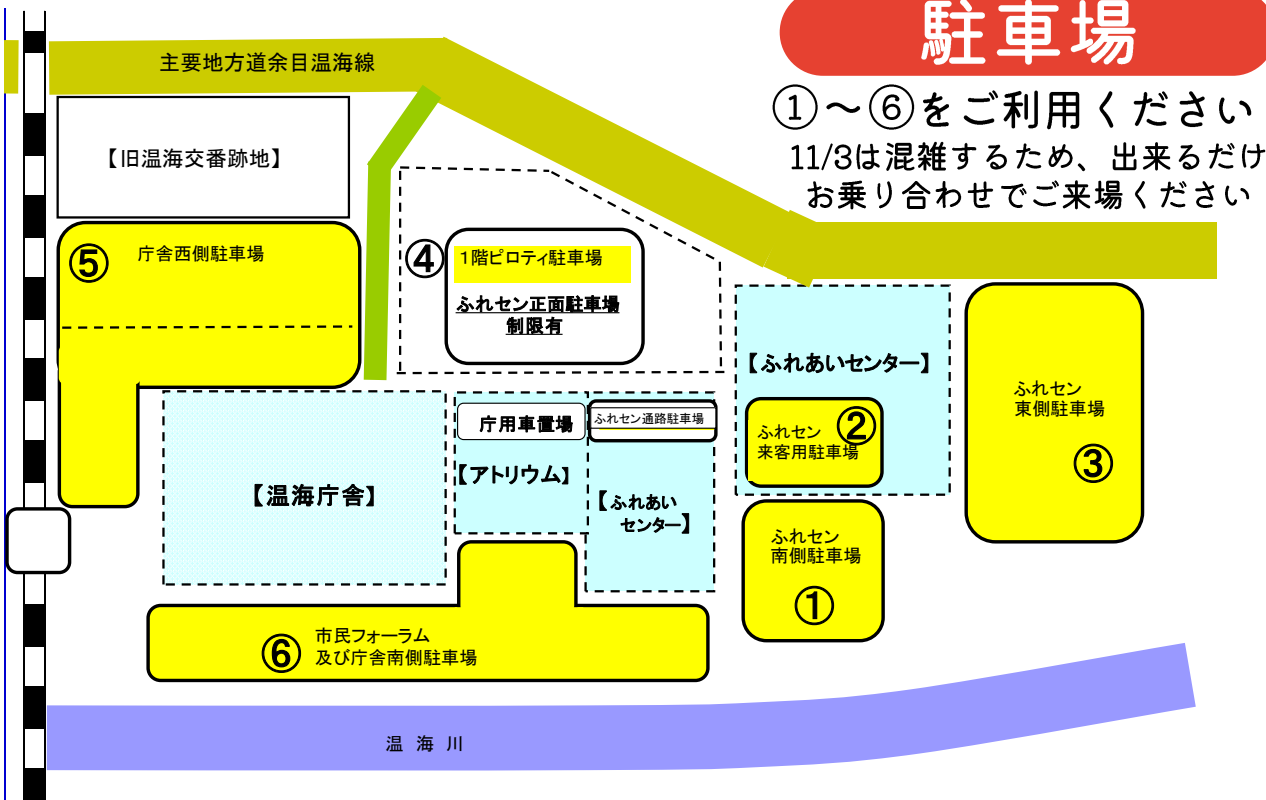 駐車場
①～⑥をご利用ください
11/3は混雑するため、出来るだけ
お乗り合わせでご来場ください
主要地方道余目温海線
【旧温海交番跡地】
⑤
庁舎西側駐車場
④
1階ピロティ駐車場
ふれセン正面駐車場
制限有
【ふれあいセンター】
ふれセン
来客用駐車場
②
ふれセン
東側駐車場
③
庁用車置場
ふれセン通路駐車場
【温海庁舎】
【アトリウム】
【ふれあい
センター】
ふれセン
南側駐車場
①
⑥
市民フォーラム
及び庁舎南側駐車場
温 海 川